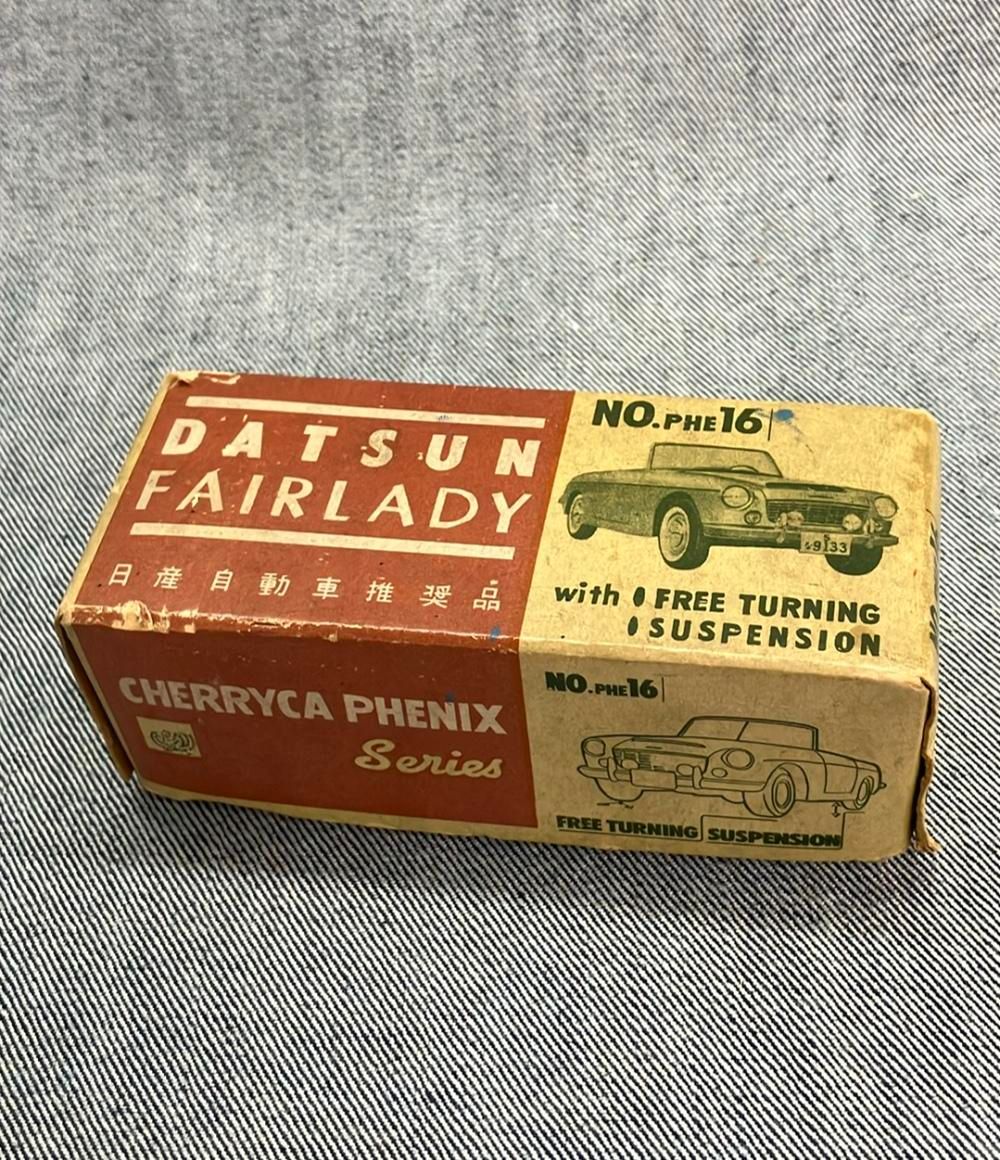 DATSUN
FAIRLADY
日産自動車推奨品
NO.PHE16
9133
with FREE TURNING
SUSPENSION
CHERRYCA PHENIX
Series
NO.PHE16
FREE TURNING SUSPENSION